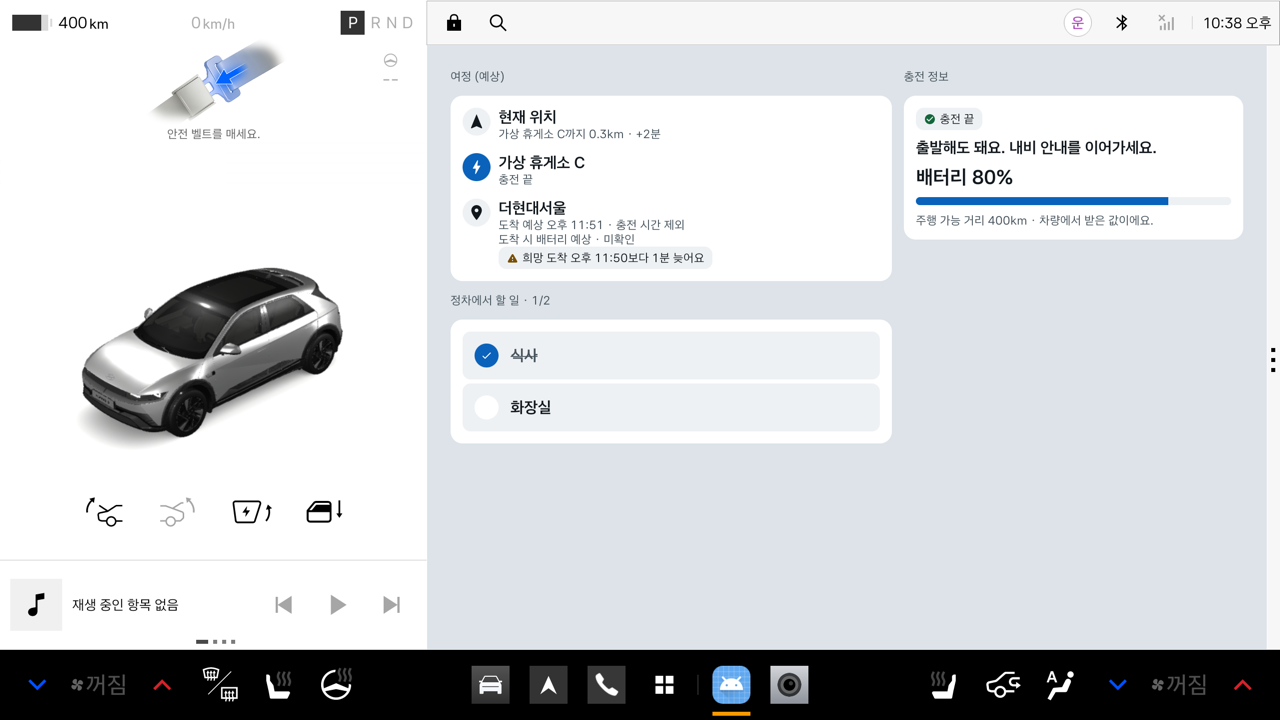 400 km
0 km/h
P R N D
운
10:38 오후
--
안전 벨트를 매세요.
재생 중인 항목 없음
여정 (예상)
현재 위치
가상 휴게소 C까지 0.3km · +2분
가상 휴게소 C
충전 끝
더현대서울
도착 예상 오후 11:51 · 충전 시간 제외
도착 시 배터리 예상 · 미확인
희망 도착 오후 11:50보다 1분 늦어요
정차에서 할 일 · 1/2
식사
화장실
충전 정보
충전 끝
출발해도 돼요. 내비 안내를 이어가세요.
배터리 80%
주행 가능 거리 400km · 차량에서 받은 값이에요.
꺼짐
A
꺼짐